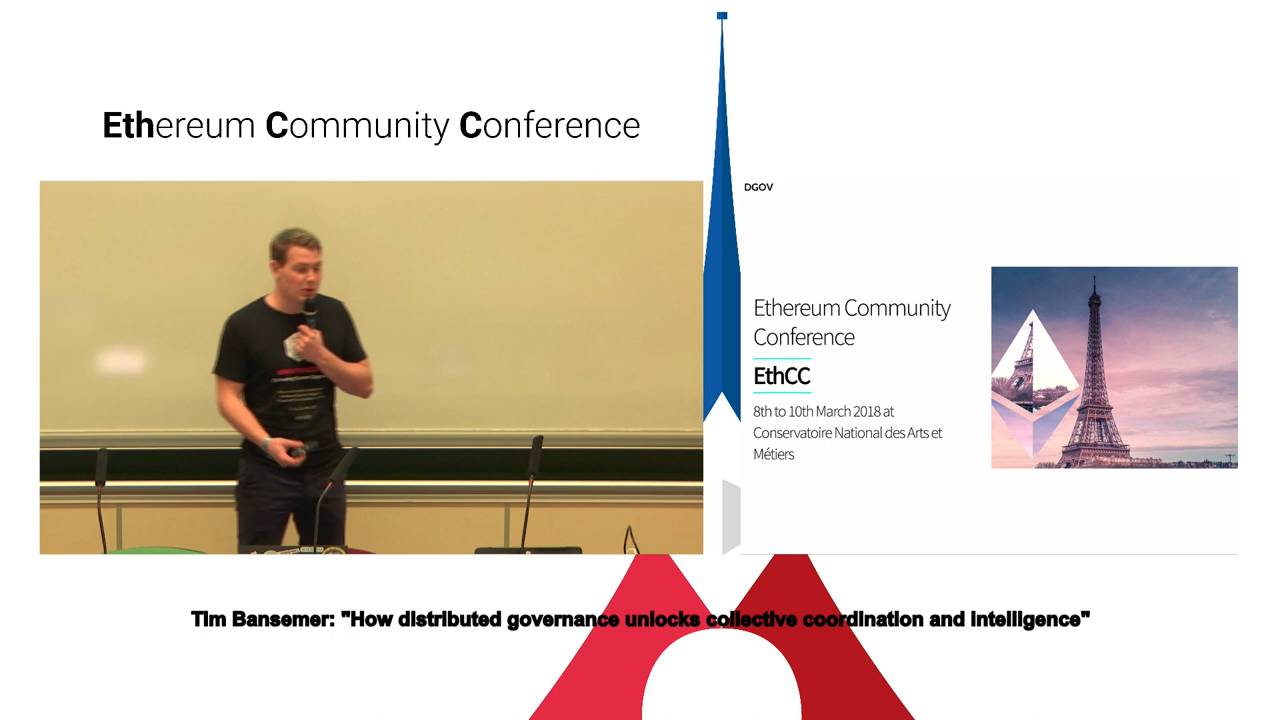 Ethereum Community Conference
DGOV
Ethereum Community
Conference
EthCC
8th to 10th March 2018 at
Conservatoire National des Arts et
Métiers
Tim Bansemer: "How distributed governance unlocks collective coordination and intelligence"